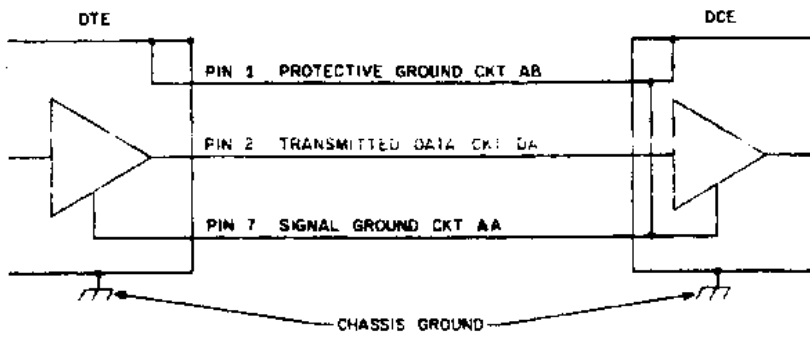 DTE
DCE
PIN 1 PROTECTIVE GROUND CKT AB
PIN 2 TRANSMITTED DATA CKT DA
PIN 7 SIGNAL GROUND CKT AA
CHASSIS GROUND